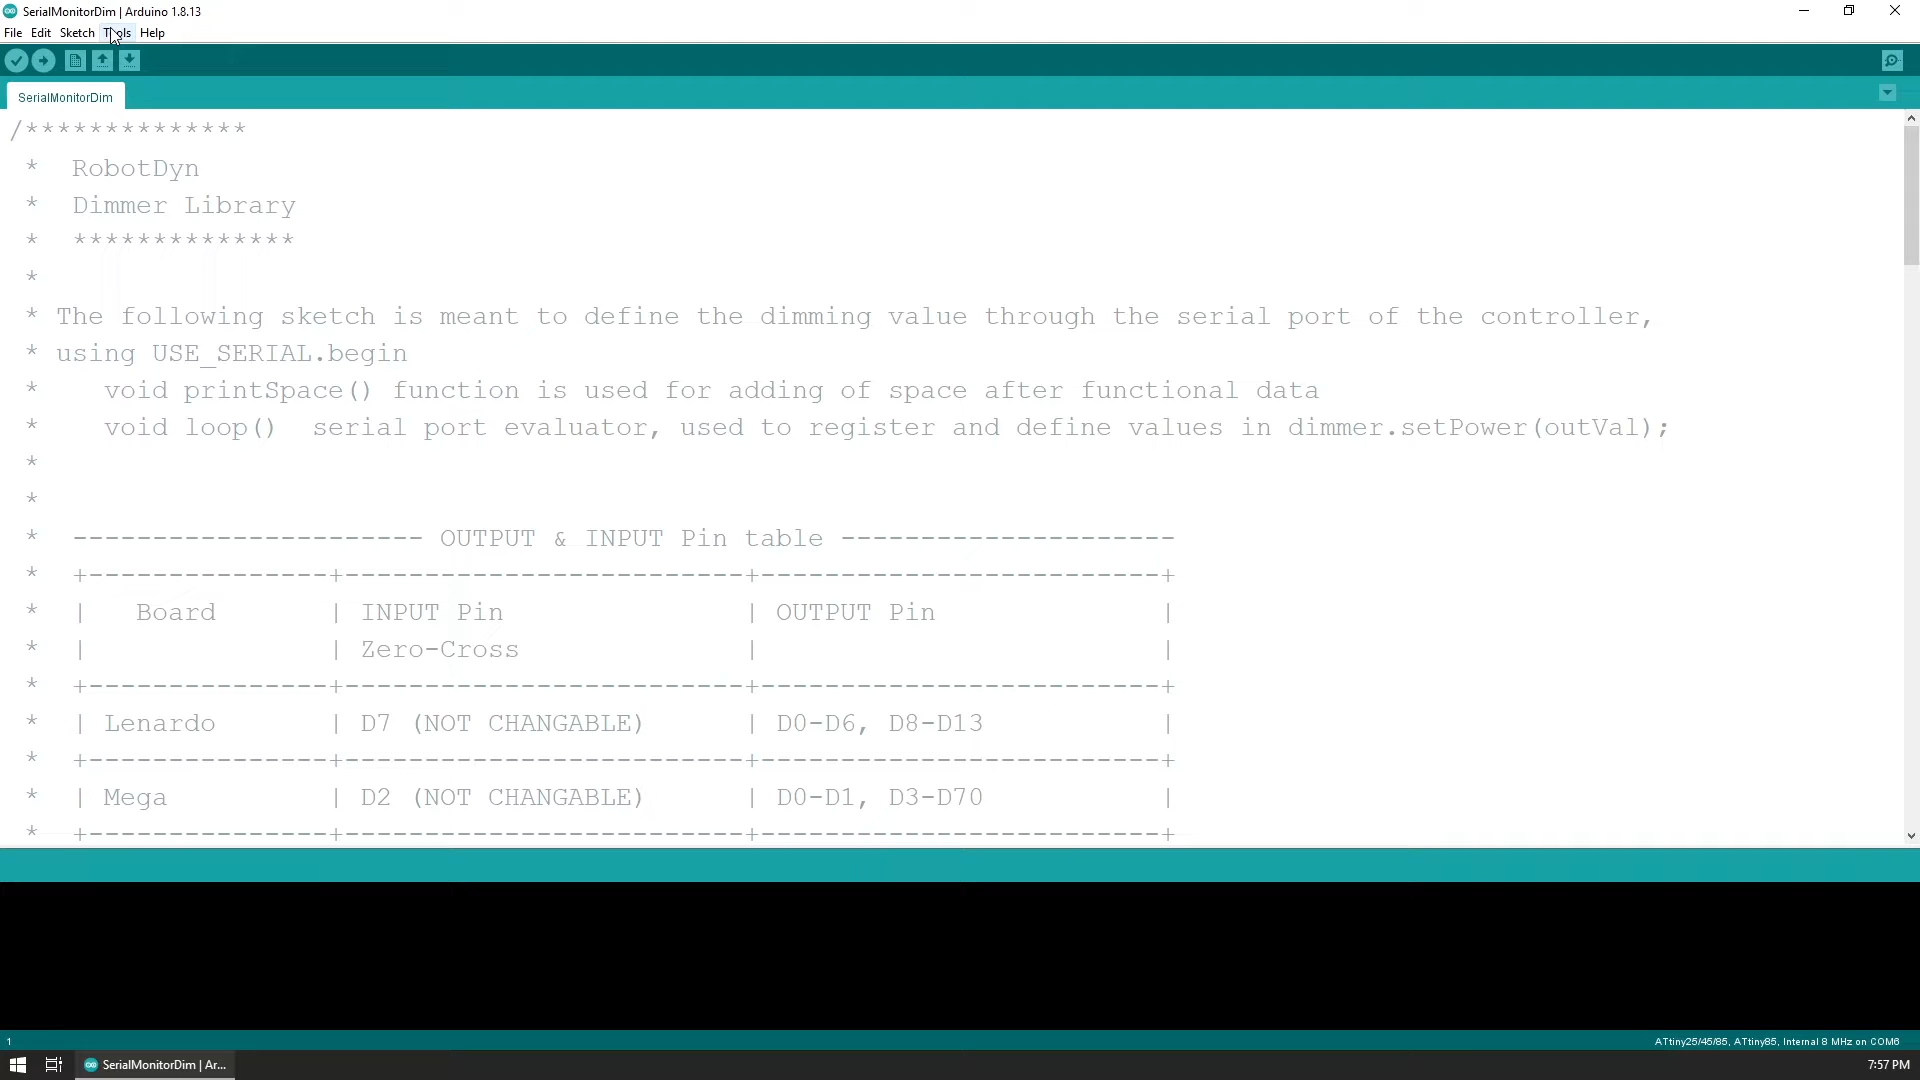 SerialMonitorDim | Arduino 1.8.13
File Edit Sketch Tools Help
SerialMonitorDim
/**************
* RobotDyn
* Dimmer Library
* **************
*
* The following sketch is meant to define the dimming value through the serial port of the controller,
* using USE_SERIAL.begin
* void printSpace() function is used for adding of space after functional data
* void loop() serial port evaluator, used to register and define values in dimmer.setPower(outVal);
*
*
* ---------------------- OUTPUT & INPUT Pin table ---------------------
* +---------------+-------------------------+--------------------------+
* | Board | INPUT Pin | OUTPUT Pin |
* | | Zero-Cross | |
* +---------------+-------------------------+--------------------------+
* | Lenardo | D7 (NOT CHANGABLE) | D0-D6, D8-D13 |
* +---------------+-------------------------+--------------------------+
* | Mega | D2 (NOT CHANGABLE) | D0-D1, D3-D70 |
* +---------------+-------------------------+--------------------------+
1
ATtiny25/45/85, ATtiny85, Internal 8 MHz on COM6
SerialMonitorDim | Ar...
7:57 PM